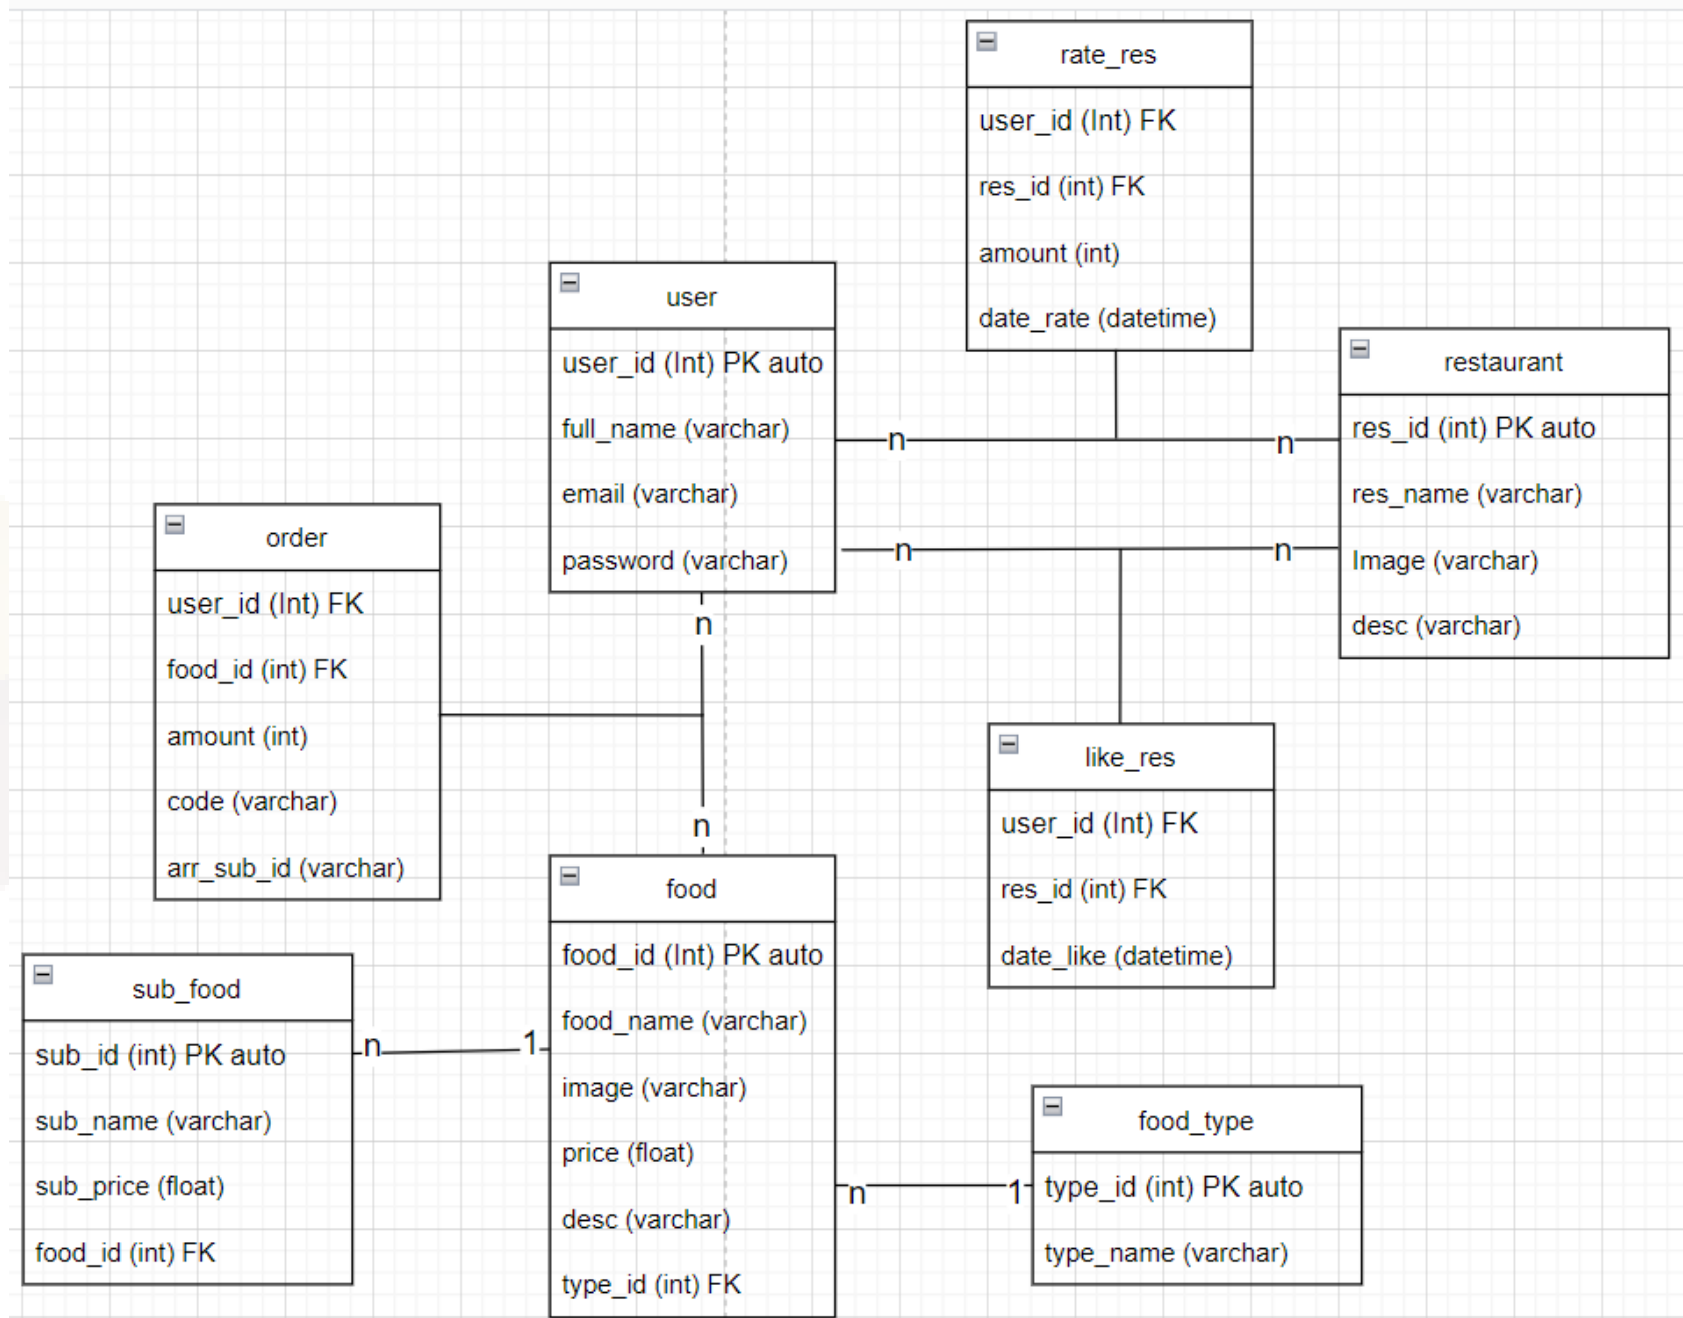 rate_res
user_id (Int) FK
res_id (int) FK
amount (int)
date_rate (datetime)
user
user_id (Int) PK auto
full_name (varchar)
email (varchar)
password (varchar)
restaurant
res_id (int) PK auto
res_name (varchar)
Image (varchar)
desc (varchar)
n
n
n
n
order
user_id (Int) FK
food_id (int) FK
amount (int)
code (varchar)
arr_sub_id (varchar)
n
n
like_res
user_id (Int) FK
res_id (int) FK
date_like (datetime)
food
food_id (Int) PK auto
food_name (varchar)
image (varchar)
price (float)
desc (varchar)
type_id (int) FK
sub_food
sub_id (int) PK auto
sub_name (varchar)
sub_price (float)
food_id (int) FK
n
1
food_type
type_id (int) PK auto
type_name (varchar)
n
1